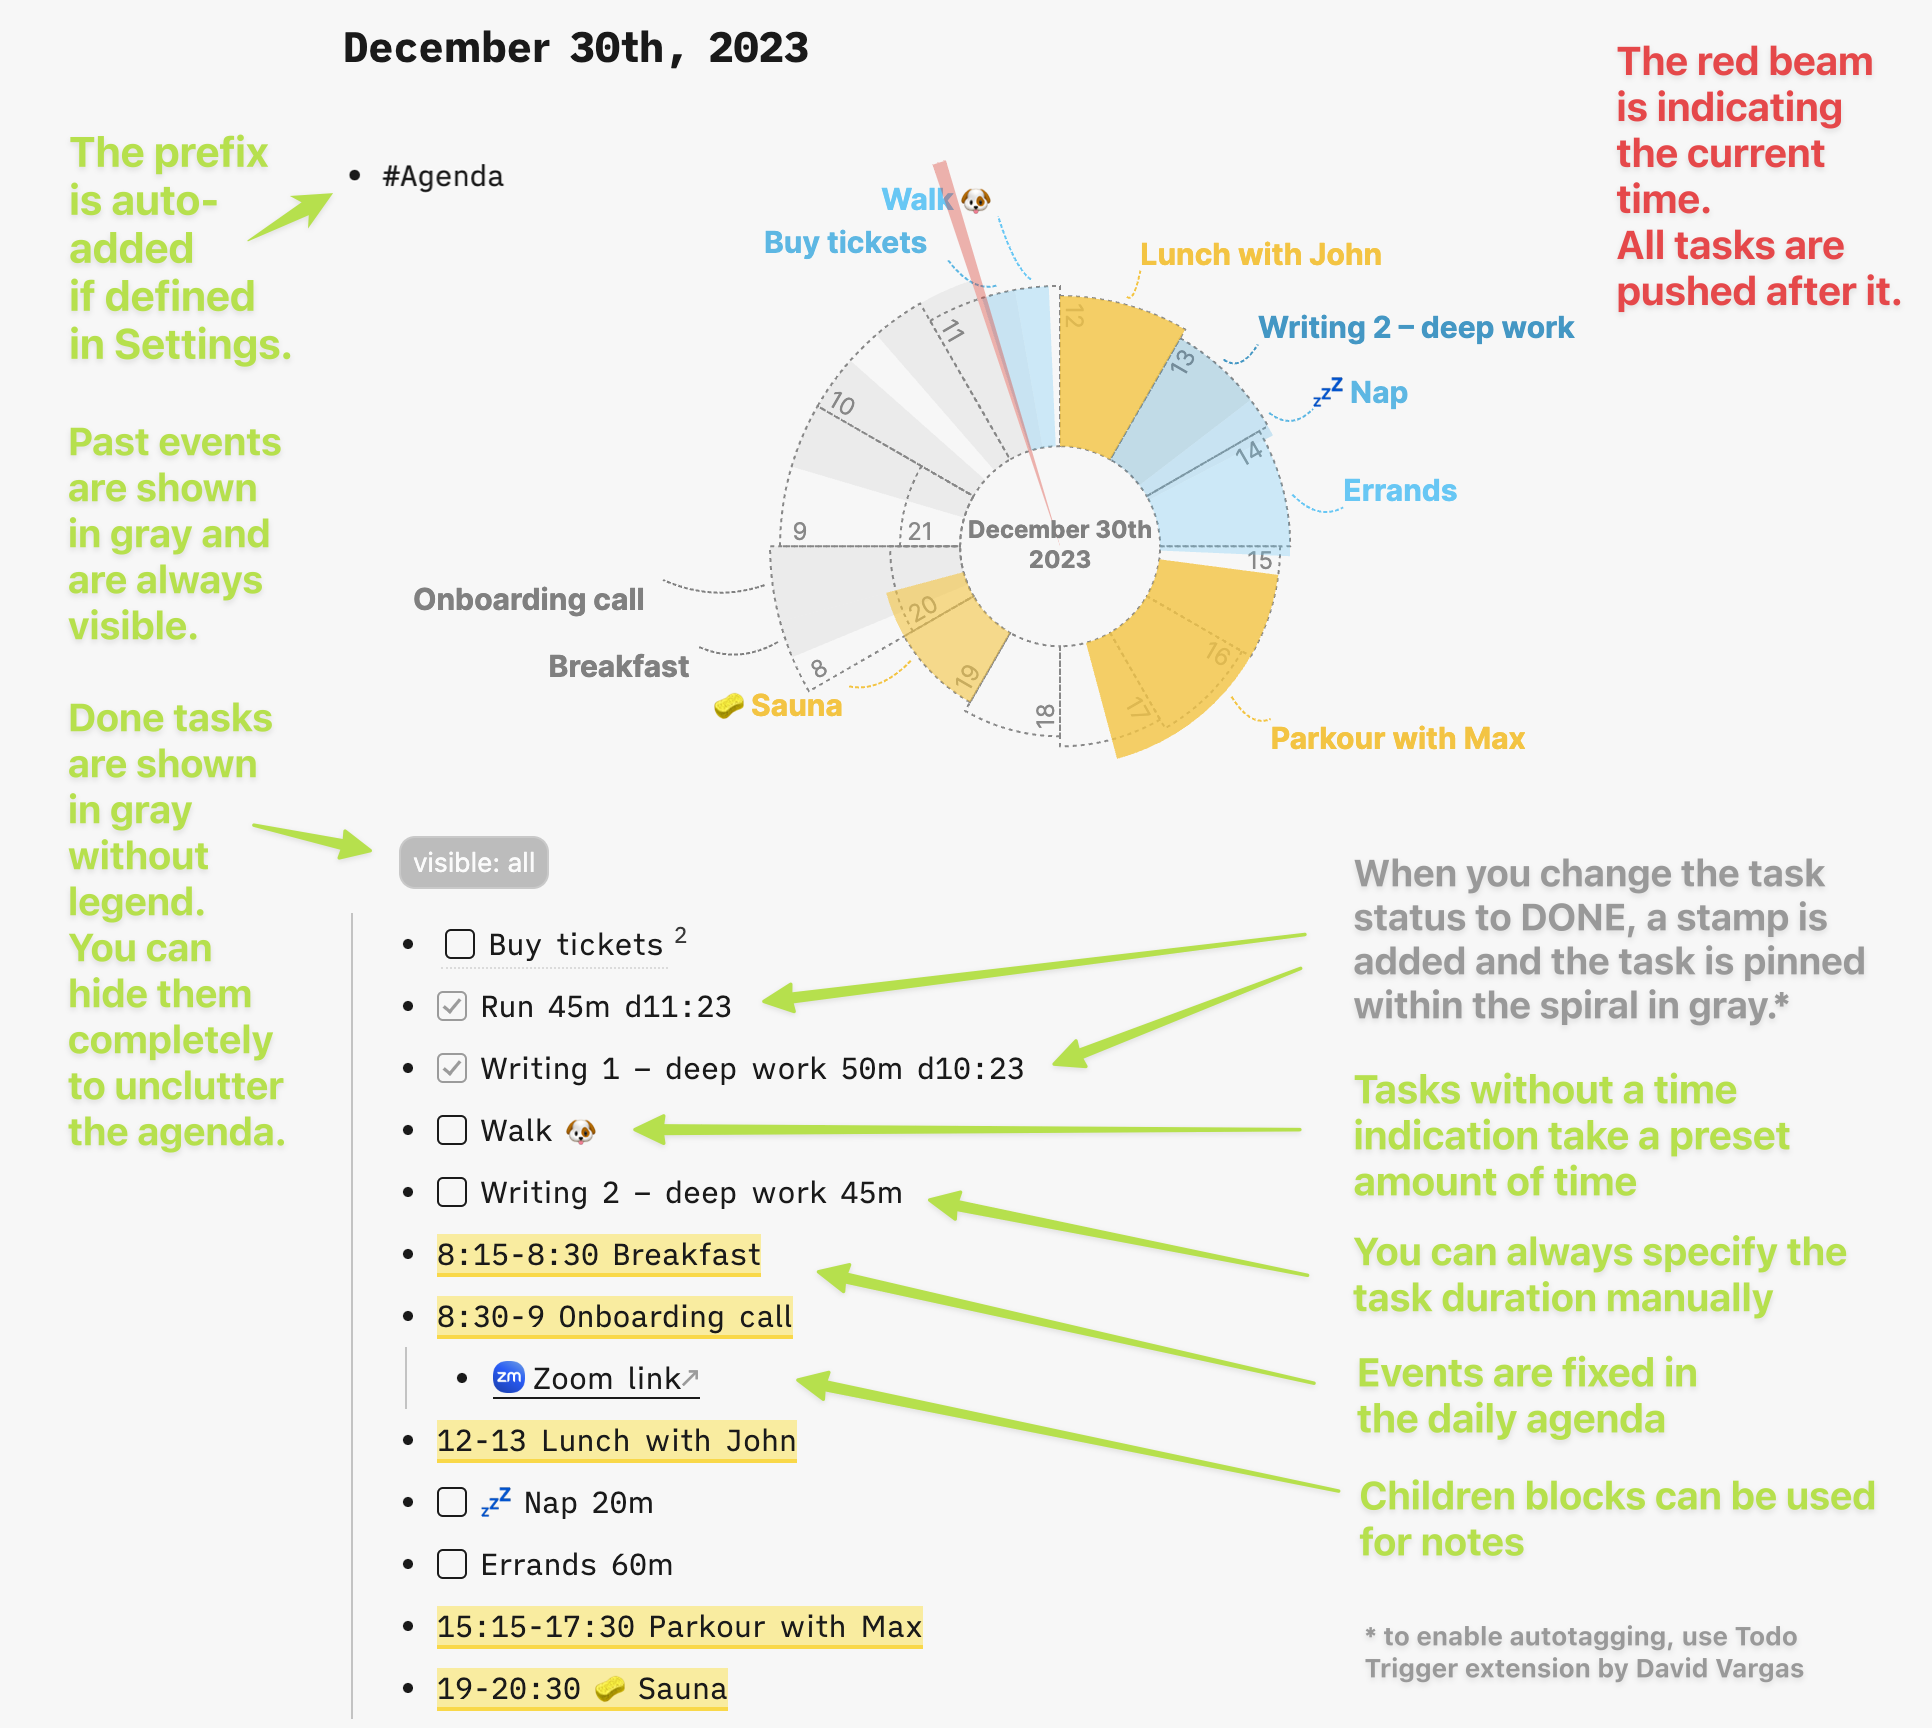 December 30th, 2023
The prefix
is auto-
added
if defined
in Settings.
#Agenda
The red beam
is indicating
the current
time.
All tasks are
pushed after it.
Walk 🐶
Buy tickets
Lunch with John
Writing 2 – deep work
💤 Nap
Errands
Parkour with Max
🧽 Sauna
Breakfast
Onboarding call
11
12
13
14
15
16
17
18
19
20
21
8
9
10
December 30th
2023
Past events
are shown
in gray and
are always
visible.
Done tasks
are shown
in gray
without
legend.
You can
hide them
completely
to unclutter
the agenda.
visible: all
Buy tickets 2
Run 45m d11:23
Writing 1 – deep work 50m d10:23
Walk 🐶
Writing 2 – deep work 45m
8:15-8:30 Breakfast
8:30-9 Onboarding call
zm Zoom link↗
12-13 Lunch with John
💤 Nap 20m
Errands 60m
15:15-17:30 Parkour with Max
19-20:30 🧽 Sauna
When you change the task
status to DONE, a stamp is
added and the task is pinned
within the spiral in gray.*
Tasks without a time
indication take a preset
amount of time
You can always specify the
task duration manually
Events are fixed in
the daily agenda
Children blocks can be used
for notes
* to enable autotagging, use Todo
Trigger extension by David Vargas